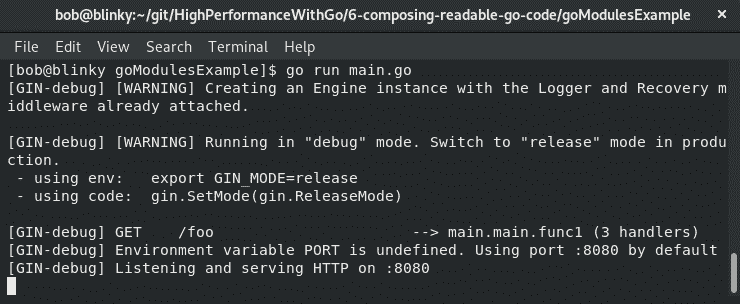 bob@blinky:~/git/HighPerformanceWithGo/6-composing-readable-go-code/goModulesExample ×
File Edit View Search Terminal Help
[bob@blinky goModulesExample]$ go run main.go
[GIN-debug] [WARNING] Creating an Engine instance with the Logger and Recovery m
iddleware already attached.
[GIN-debug] [WARNING] Running in "debug" mode. Switch to "release" mode in produ
ction.
 - using env:   export GIN_MODE=release
 - using code:  gin.SetMode(gin.ReleaseMode)
[GIN-debug] GET    /foo                      --> main.main.func1 (3 handlers)
[GIN-debug] Environment variable PORT is undefined. Using port :8080 by default
[GIN-debug] Listening and serving HTTP on :8080